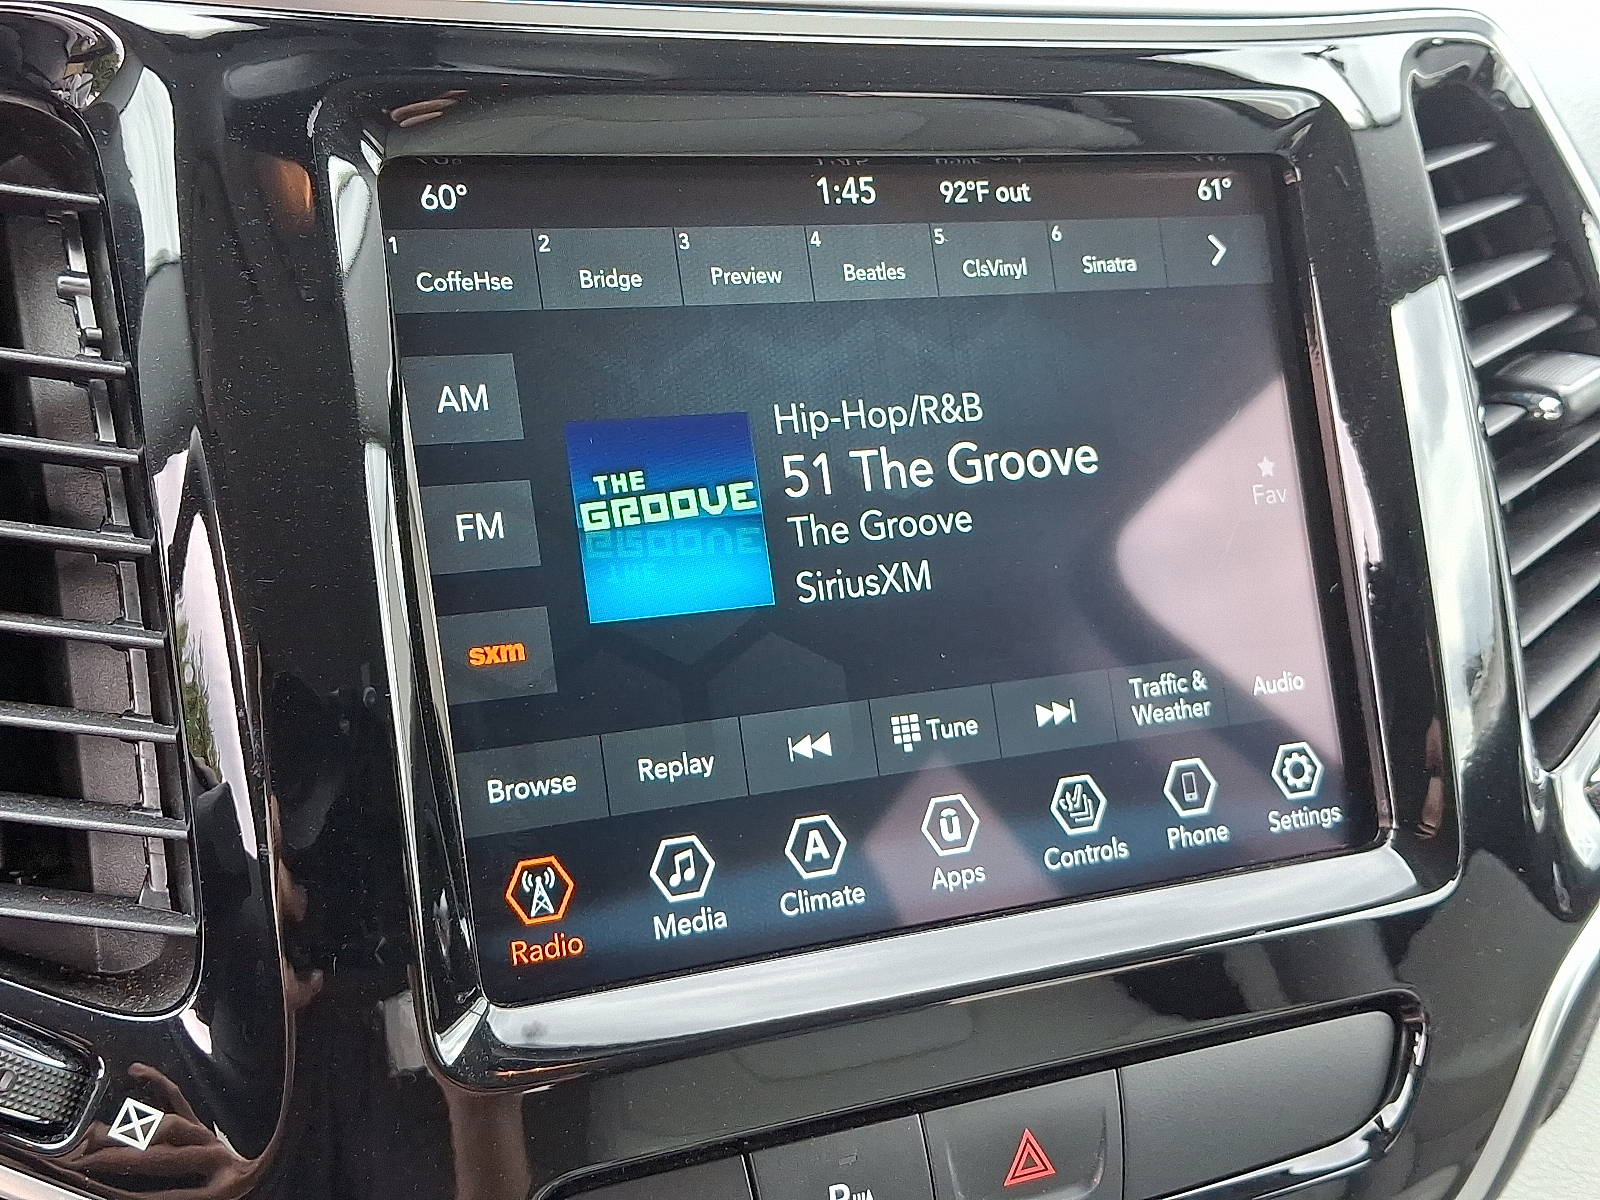 60° 1:45 92°F out 61°
1 CoffeHse 2 Bridge 3 Preview 4 Beatles 5 ClsVinyl 6 Sinatra
AM
FM
sxm
THE
GROOVE
Hip-Hop/R&B
51 The Groove
The Groove
SiriusXM
Fav
Browse Replay Tune Traffic & Weather Audio
Radio Media Climate Apps Controls Phone Settings